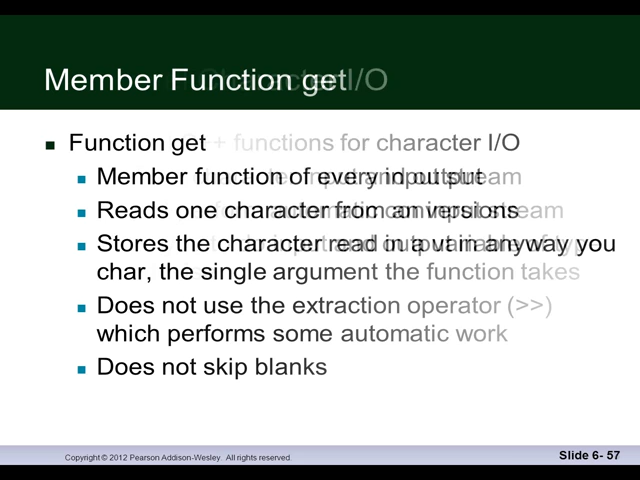 Member Function get I/O
Function get functions for character I/O
Member function of every input stream
Reads one character from an input stream
Stores the character read in a variable of type
char, the single argument the function takes
Does not use the extraction operator (>>)
which performs some automatic work
Does not skip blanks
Copyright © 2012 Pearson Addison-Wesley. All rights reserved.
Slide 6- 57